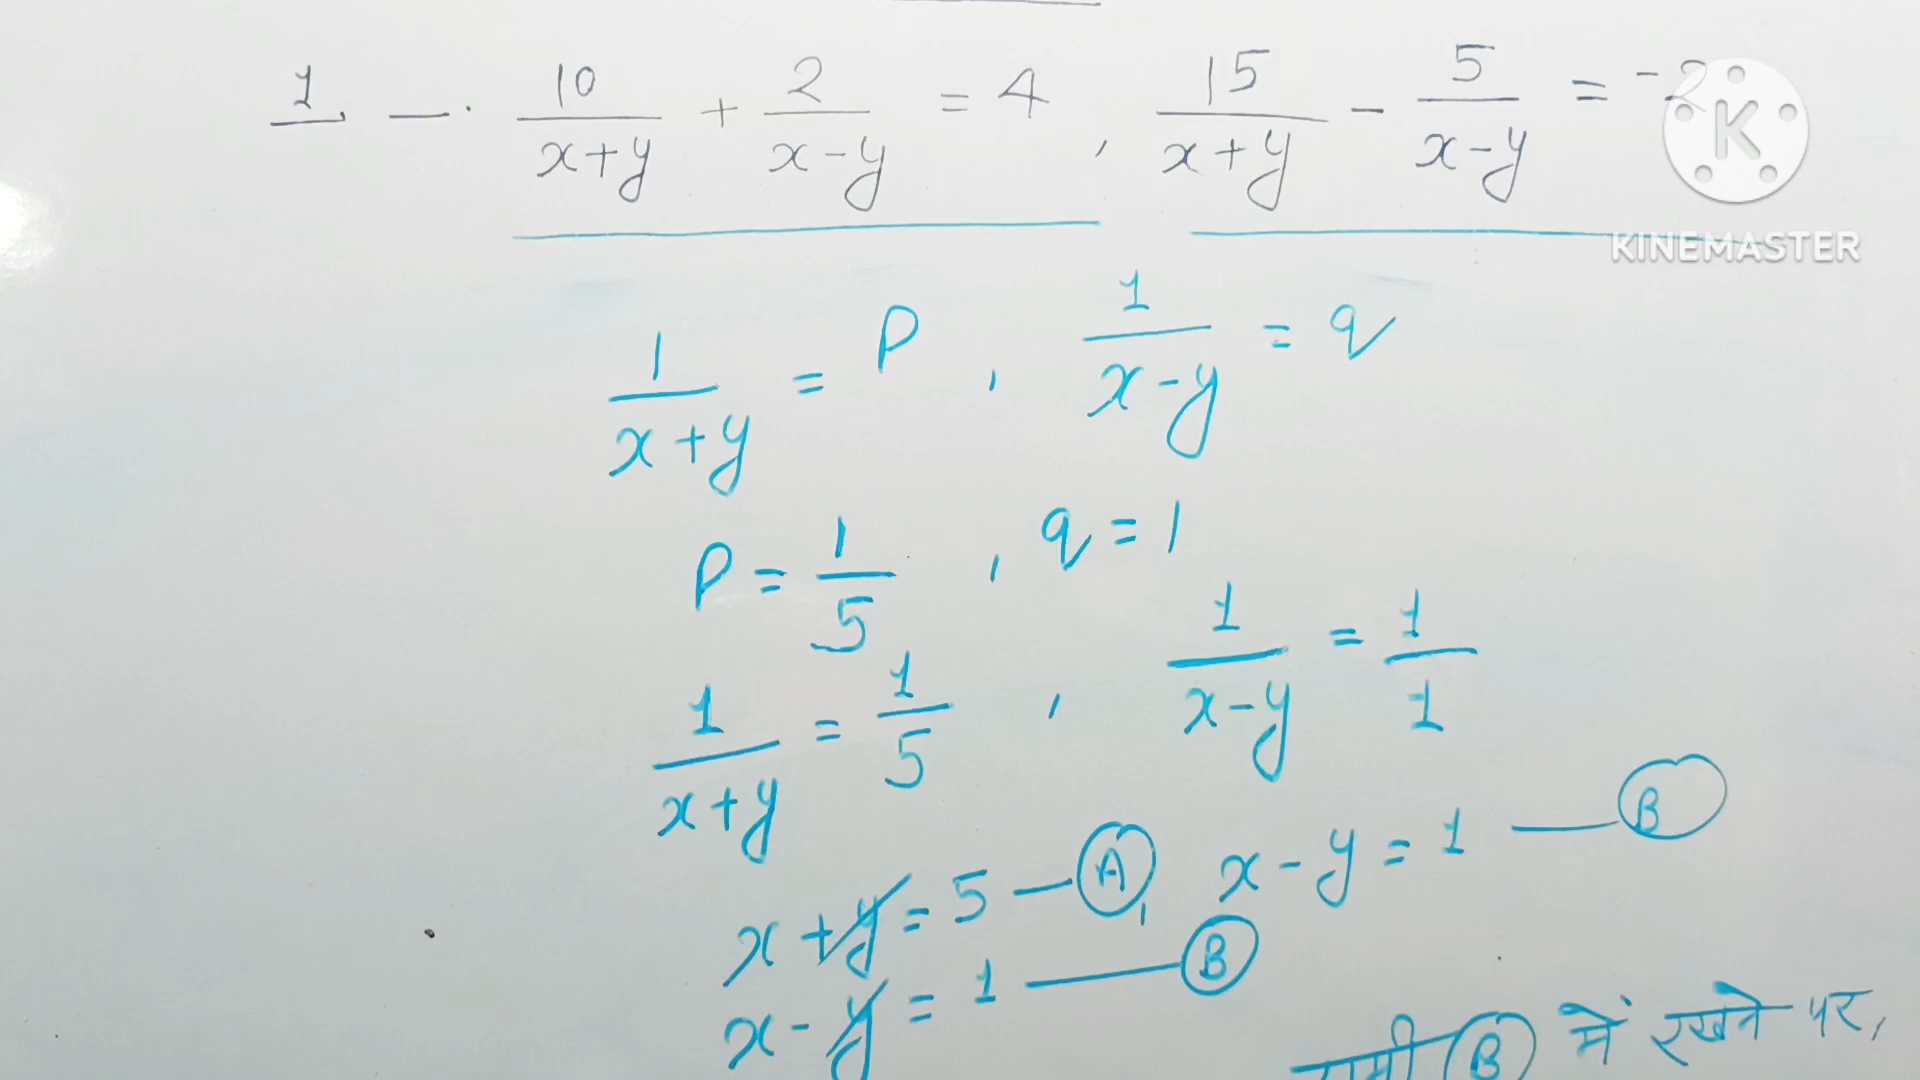 1. — 10/(x+y) + 2/(x-y) = 4, 15/(x+y) - 5/(x-y) = -2
KINEMASTER
1/(x+y) = P, 1/(x-y) = q
P = 1/5, q = 1
1/(x+y) = 1/5, 1/(x-y) = 1/1
x+y = 5 — (A), x-y = 1 — (B)
x-y = 1 — (B)
(B) में रखने पर,